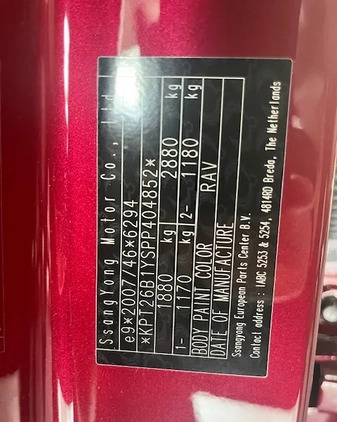 SsangYong Motor Co., Ltd
e9*2007/46*6294
*KPT26B1YSPP404852*
1880 kg 2880 kg
1- 1170 kg 2- 1180 kg
BODY PAINT COLOR RAV
DATE OF MANUFACTURE
Ssangyong European Parts Center B.V.
Contact address : IABC 5253 & 5254, 4814RD Breda, The Netherlands